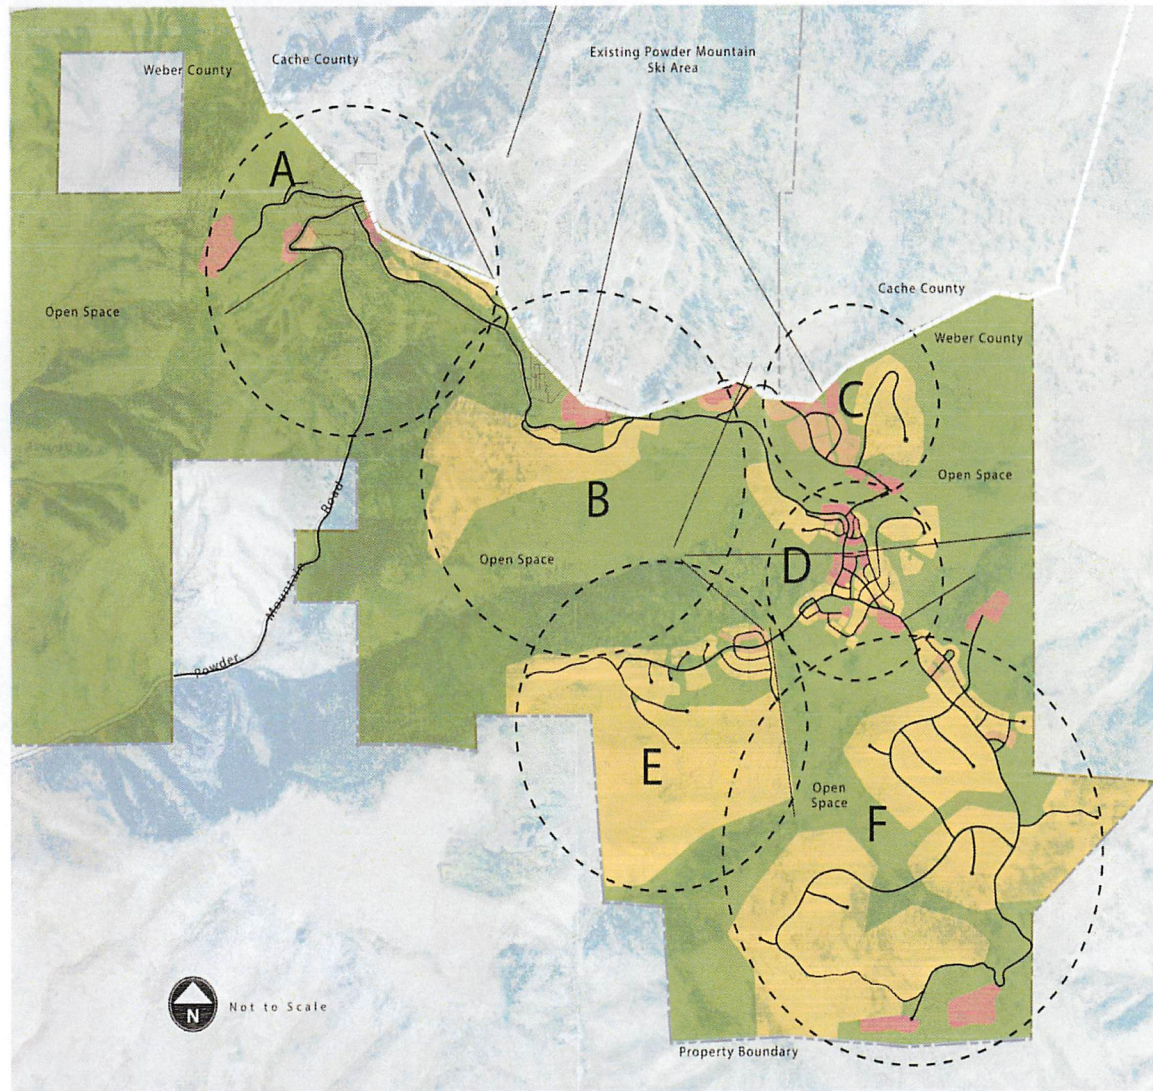 Weber County
Cache County
Existing Powder Mountain
Ski Area
A
Open Space
Cache County
Weber County
C
Open Space
B
Open Space
D
Powder Mountain Road
E
Open
Space
F
N
Not to Scale
Property Boundary